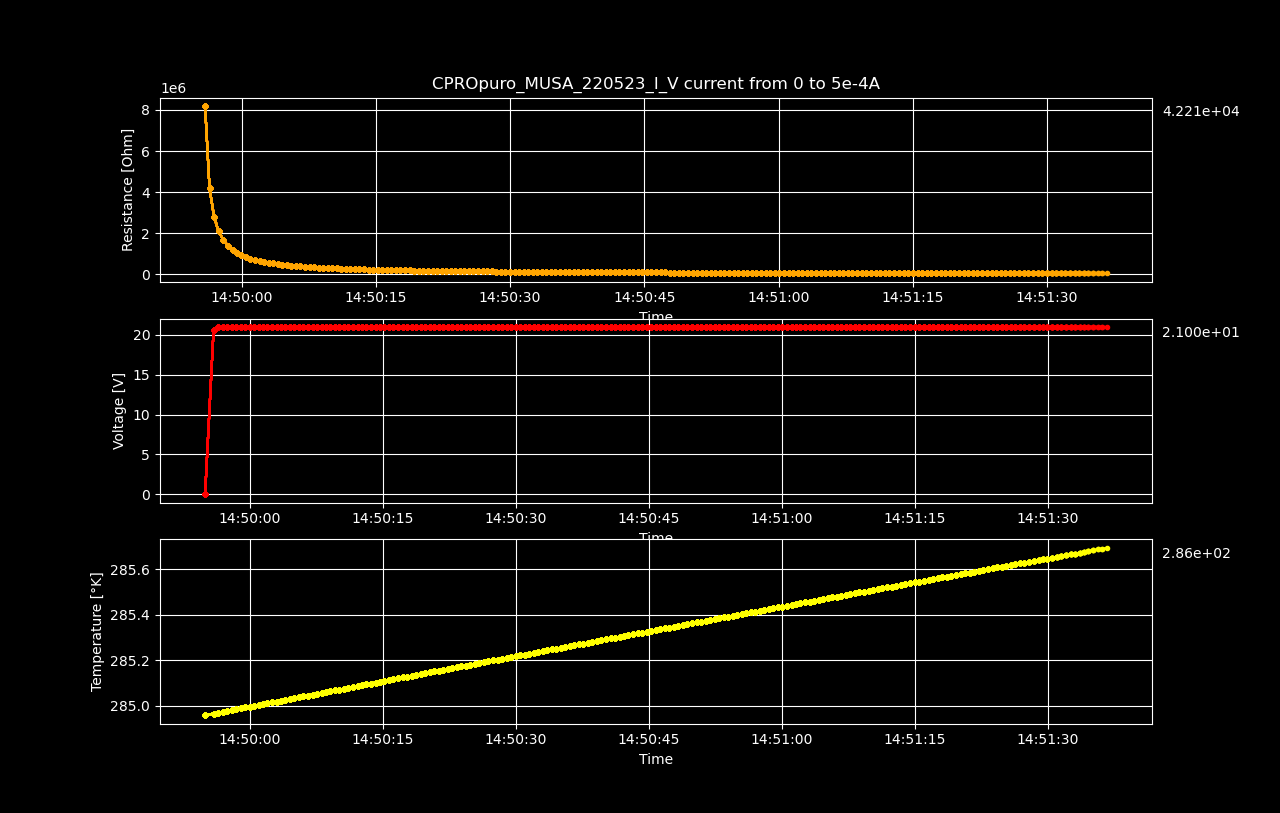 CPROpuro_MUSA_220523_I_V current from 0 to 5e-4A
1e6
4.221e+04
Resistance [Ohm]
8
6
4
2
0
14:50:00 14:50:15 14:50:30 14:50:45 14:51:00 14:51:15 14:51:30
Time
2.100e+01
Voltage [V]
20
15
10
5
0
14:50:00 14:50:15 14:50:30 14:50:45 14:51:00 14:51:15 14:51:30
Time
2.86e+02
Temperature [°K]
285.6
285.4
285.2
285.0
14:50:00 14:50:15 14:50:30 14:50:45 14:51:00 14:51:15 14:51:30
Time